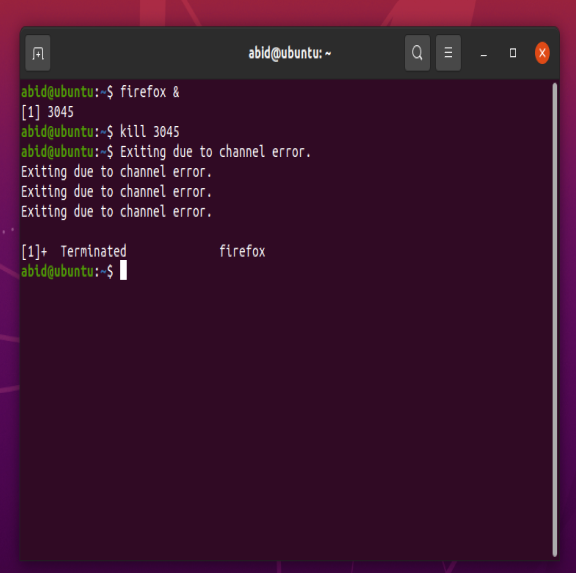 abid@ubuntu: ~
abid@ubuntu:~$ firefox &
[1] 3045
abid@ubuntu:~$ kill 3045
abid@ubuntu:~$ Exiting due to channel error.
Exiting due to channel error.
Exiting due to channel error.
Exiting due to channel error.
[1]+  Terminated              firefox
abid@ubuntu:~$